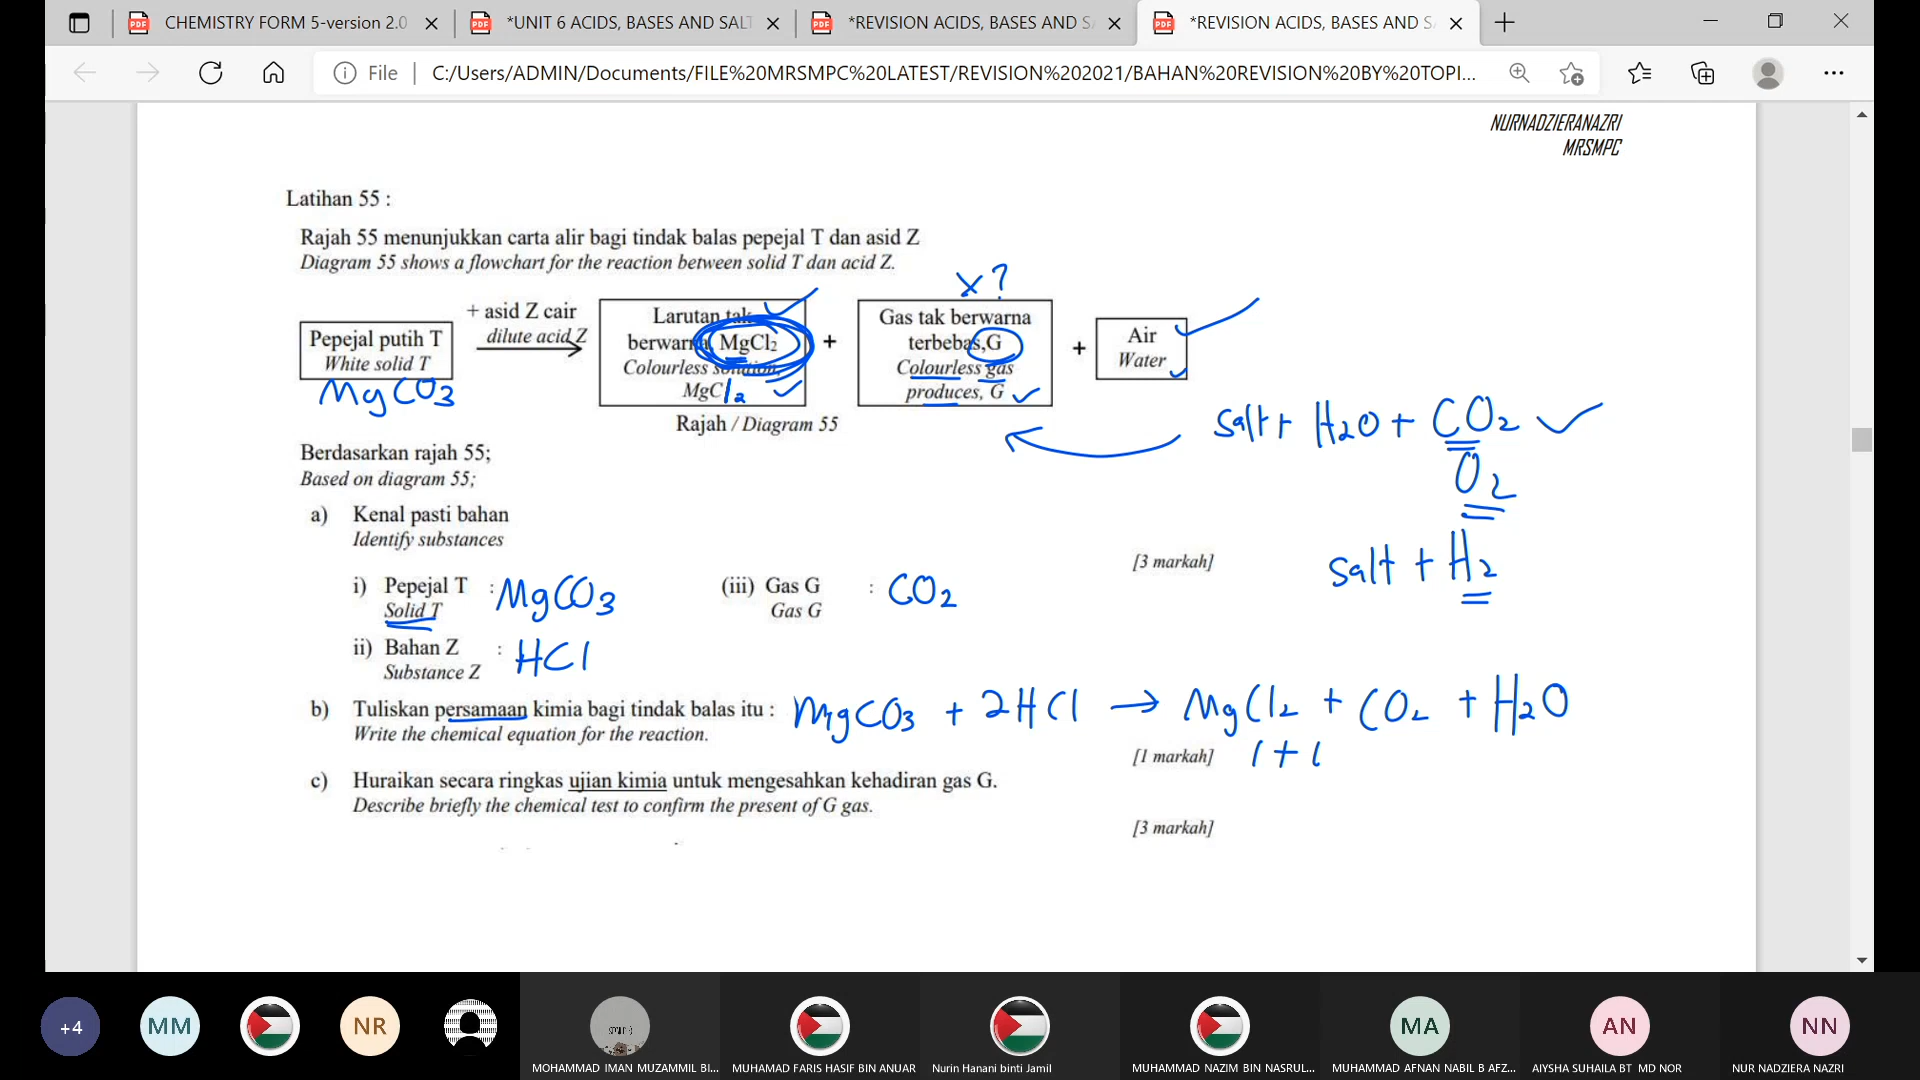 CHEMISTRY FORM 5-version 2.0
*UNIT 6 ACIDS, BASES AND SALT
*REVISION ACIDS, BASES AND SA
*REVISION ACIDS, BASES AND SA
File
C:/Users/ADMIN/Documents/FILE%20MRSMPC%20LATEST/REVISION%202021/BAHAN%20REVISION%20BY%20TOPI...
NURNADZIERANAZRI
MRSMPC
Latihan 55 :
Rajah 55 menunjukkan carta alir bagi tindak balas pepejal T dan asid Z
Diagram 55 shows a flowchart for the reaction between solid T dan acid Z.
Pepejal putih T
White solid T
MgCO3
+ asid Z cair
dilute acid Z
Larutan tak
berwarna, MgCl2
Colourless solution,
MgCl2
+
x ?
Gas tak berwarna
terbebas,G
Colourless gas
produces, G
+
Air
Water
Rajah / Diagram 55
salt + H2O + CO2
O2
salt + H2
Berdasarkan rajah 55;
Based on diagram 55;
a) Kenal pasti bahan
Identify substances
[3 markah]
i) Pepejal T : MgCO3
Solid T
(iii) Gas G : CO2
Gas G
ii) Bahan Z : HCl
Substance Z
b) Tuliskan persamaan kimia bagi tindak balas itu : MgCO3 + 2HCl → MgCl2 + CO2 + H2O
Write the chemical equation for the reaction.
[1 markah] 1 + 1
c) Huraikan secara ringkas ujian kimia untuk mengesahkan kehadiran gas G.
Describe briefly the chemical test to confirm the present of G gas.
[3 markah]
+4
MM
NR
MA
AN
NN
MOHAMMAD IMAN MUZAMMIL BI...
MUHAMAD FARIS HASIF BIN ANUAR
Nurin Hanani binti Jamil
MUHAMMAD NAZIM BIN NASRUL...
MUHAMMAD AFNAN NABIL B AFZ...
AIYSHA SUHAILA BT MD NOR
NUR NADZIERA NAZRI